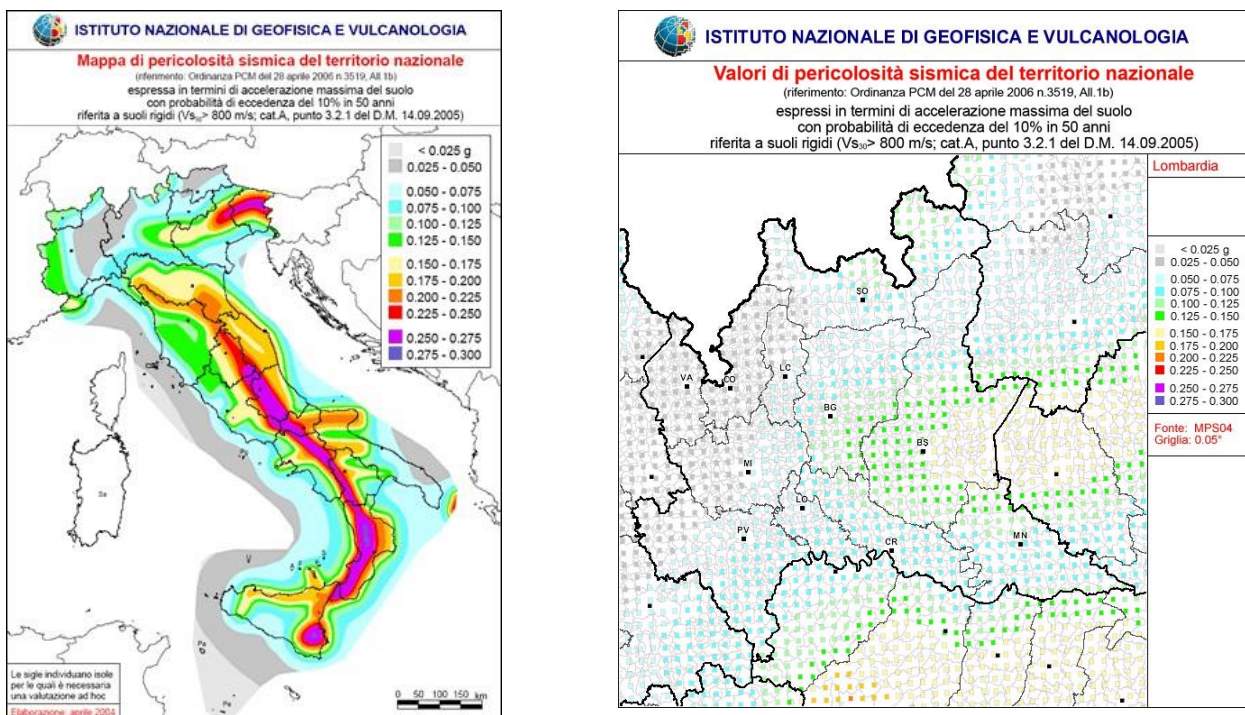 ISTITUTO NAZIONALE DI GEOFISICA E VULCANOLOGIA
Mappa di pericolosità sismica del territorio nazionale
(riferimento: Ordinanza PCM del 28 aprile 2006 n.3519, All.1b)
espressa in termini di accelerazione massima del suolo
con probabilità di eccedenza del 10% in 50 anni
riferita a suoli rigidi (Vs₃₀> 800 m/s; cat.A, punto 3.2.1 del D.M. 14.09.2005)
< 0.025 g
0.025 - 0.050
0.050 - 0.075
0.075 - 0.100
0.100 - 0.125
0.125 - 0.150
0.150 - 0.175
0.175 - 0.200
0.200 - 0.225
0.225 - 0.250
0.250 - 0.275
0.275 - 0.300
Sa
Pa
Pe
Le sigle individuano isole
per le quali è necessaria
una valutazione ad hoc
Elaborazione: aprile 2004
0 50 100 150 km
ISTITUTO NAZIONALE DI GEOFISICA E VULCANOLOGIA
Valori di pericolosità sismica del territorio nazionale
(riferimento: Ordinanza PCM del 28 aprile 2006 n.3519, All.1b)
espressi in termini di accelerazione massima del suolo
con probabilità di eccedenza del 10% in 50 anni
riferita a suoli rigidi (Vs₃₀> 800 m/s; cat.A, punto 3.2.1 del D.M. 14.09.2005)
Lombardia
< 0.025 g
0.025 - 0.050
0.050 - 0.075
0.075 - 0.100
0.100 - 0.125
0.125 - 0.150
0.150 - 0.175
0.175 - 0.200
0.200 - 0.225
0.225 - 0.250
0.250 - 0.275
0.275 - 0.300
Fonte: MPS04
Griglia: 0.05°
SO
VA
CO
LC
BG
BS
MI
LO
PV
CR
MN